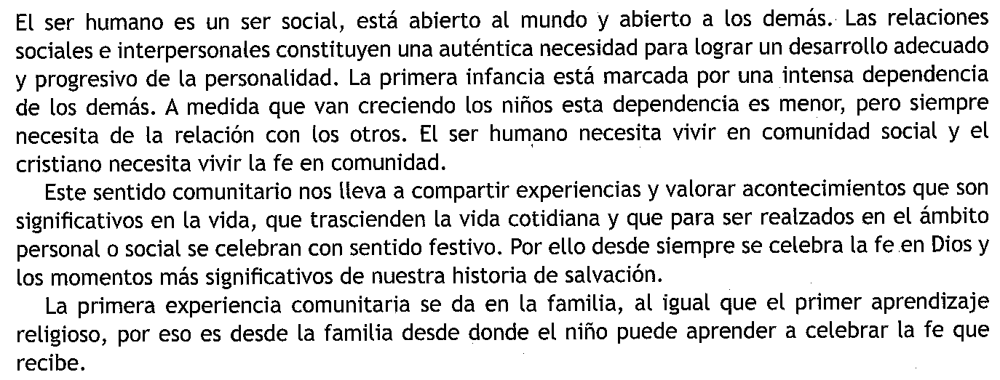 El ser humano es un ser social, está abierto al mundo y abierto a los demás. Las relaciones
sociales e interpersonales constituyen una auténtica necesidad para lograr un desarrollo adecuado
y progresivo de la personalidad. La primera infancia está marcada por una intensa dependencia
de los demás. A medida que van creciendo los niños esta dependencia es menor, pero siempre
necesita de la relación con los otros. El ser humano necesita vivir en comunidad social y el
cristiano necesita vivir la fe en comunidad.
Este sentido comunitario nos lleva a compartir experiencias y valorar acontecimientos que son
significativos en la vida, que trascienden la vida cotidiana y que para ser realzados en el ámbito
personal o social se celebran con sentido festivo. Por ello desde siempre se celebra la fe en Dios y
los momentos más significativos de nuestra historia de salvación.
La primera experiencia comunitaria se da en la familia, al igual que el primer aprendizaje
religioso, por eso es desde la familia desde donde el niño puede aprender a celebrar la fe que
recibe.